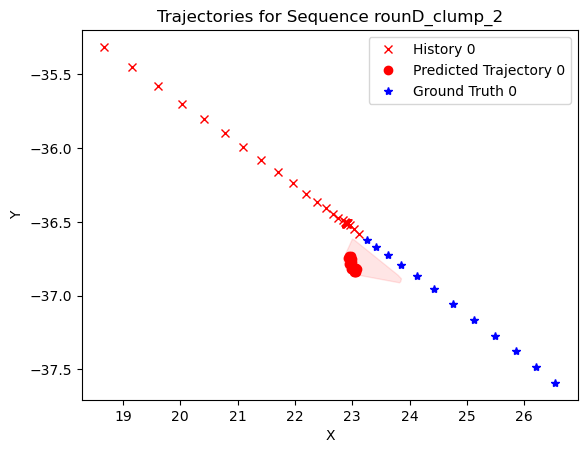 Trajectories for Sequence rounD_clump_2
History 0
Predicted Trajectory 0
Ground Truth 0
Y
−35.5
−36.0
−36.5
−37.0
−37.5
19 20 21 22 23 24 25 26
X